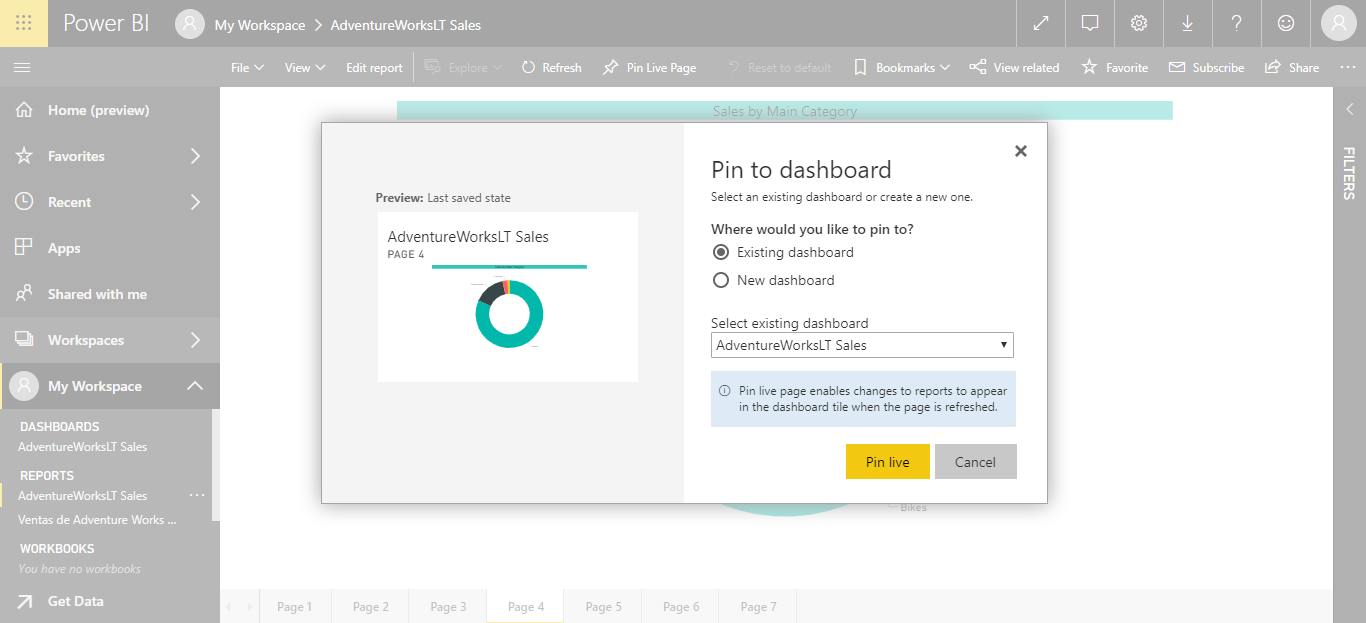 Power BI
My Workspace > AdventureWorksLT Sales
File View Edit report Explore Refresh Pin Live Page Reset to default Bookmarks View related Favorite Subscribe Share ...
Home (preview)
Favorites
Recent
Apps
Shared with me
Workspaces
My Workspace
DASHBOARDS
AdventureWorksLT Sales
REPORTS
AdventureWorksLT Sales ...
Ventas de Adventure Works ...
WORKBOOKS
You have no workbooks
Get Data
Sales by Main Category
Preview: Last saved state
AdventureWorksLT Sales
PAGE 4
Pin to dashboard
Select an existing dashboard or create a new one.
Where would you like to pin to?
Existing dashboard
New dashboard
Select existing dashboard
AdventureWorksLT Sales
Pin live page enables changes to reports to appear
in the dashboard tile when the page is refreshed.
Pin live Cancel
Bikes
FILTERS
Page 1 Page 2 Page 3 Page 4 Page 5 Page 6 Page 7